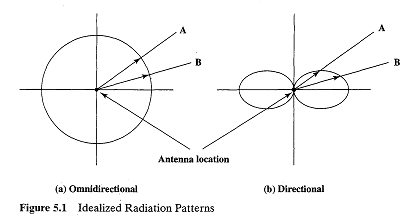 A
B
A
B
Antenna location
(a) Omnidirectional
(b) Directional
Figure 5.1 Idealized Radiation Patterns